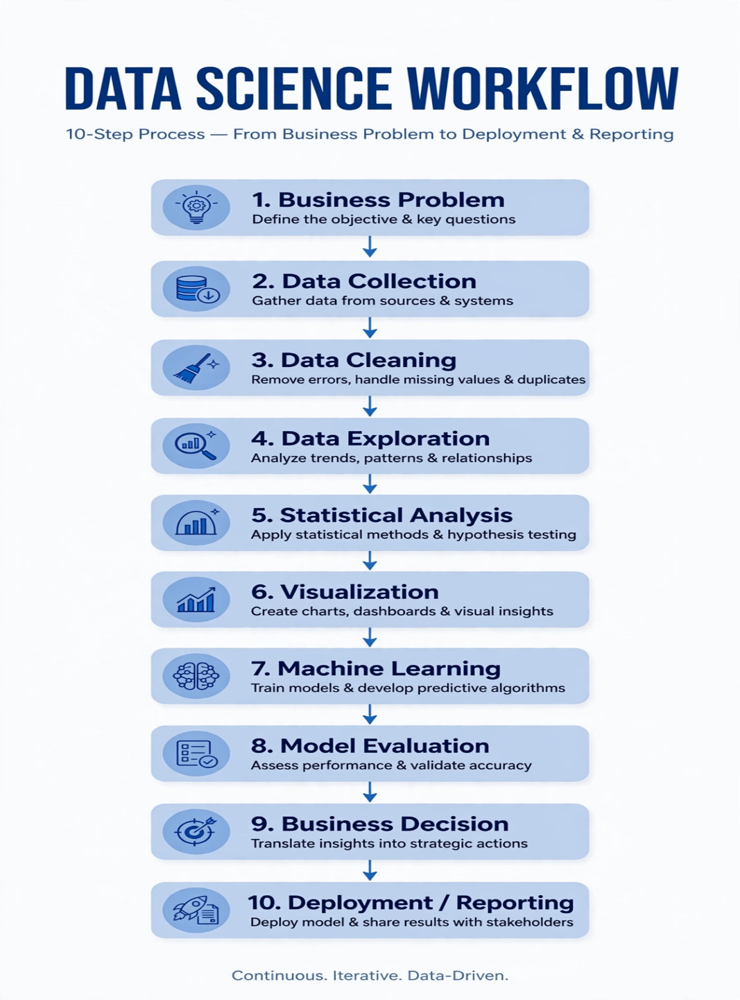 DATA SCIENCE WORKFLOW
10-Step Process — From Business Problem to Deployment & Reporting
1. Business Problem
Define the objective & key questions
2. Data Collection
Gather data from sources & systems
3. Data Cleaning
Remove errors, handle missing values & duplicates
4. Data Exploration
Analyze trends, patterns & relationships
5. Statistical Analysis
Apply statistical methods & hypothesis testing
6. Visualization
Create charts, dashboards & visual insights
7. Machine Learning
Train models & develop predictive algorithms
8. Model Evaluation
Assess performance & validate accuracy
9. Business Decision
Translate insights into strategic actions
10. Deployment / Reporting
Deploy model & share results with stakeholders
Continuous. Iterative. Data-Driven.